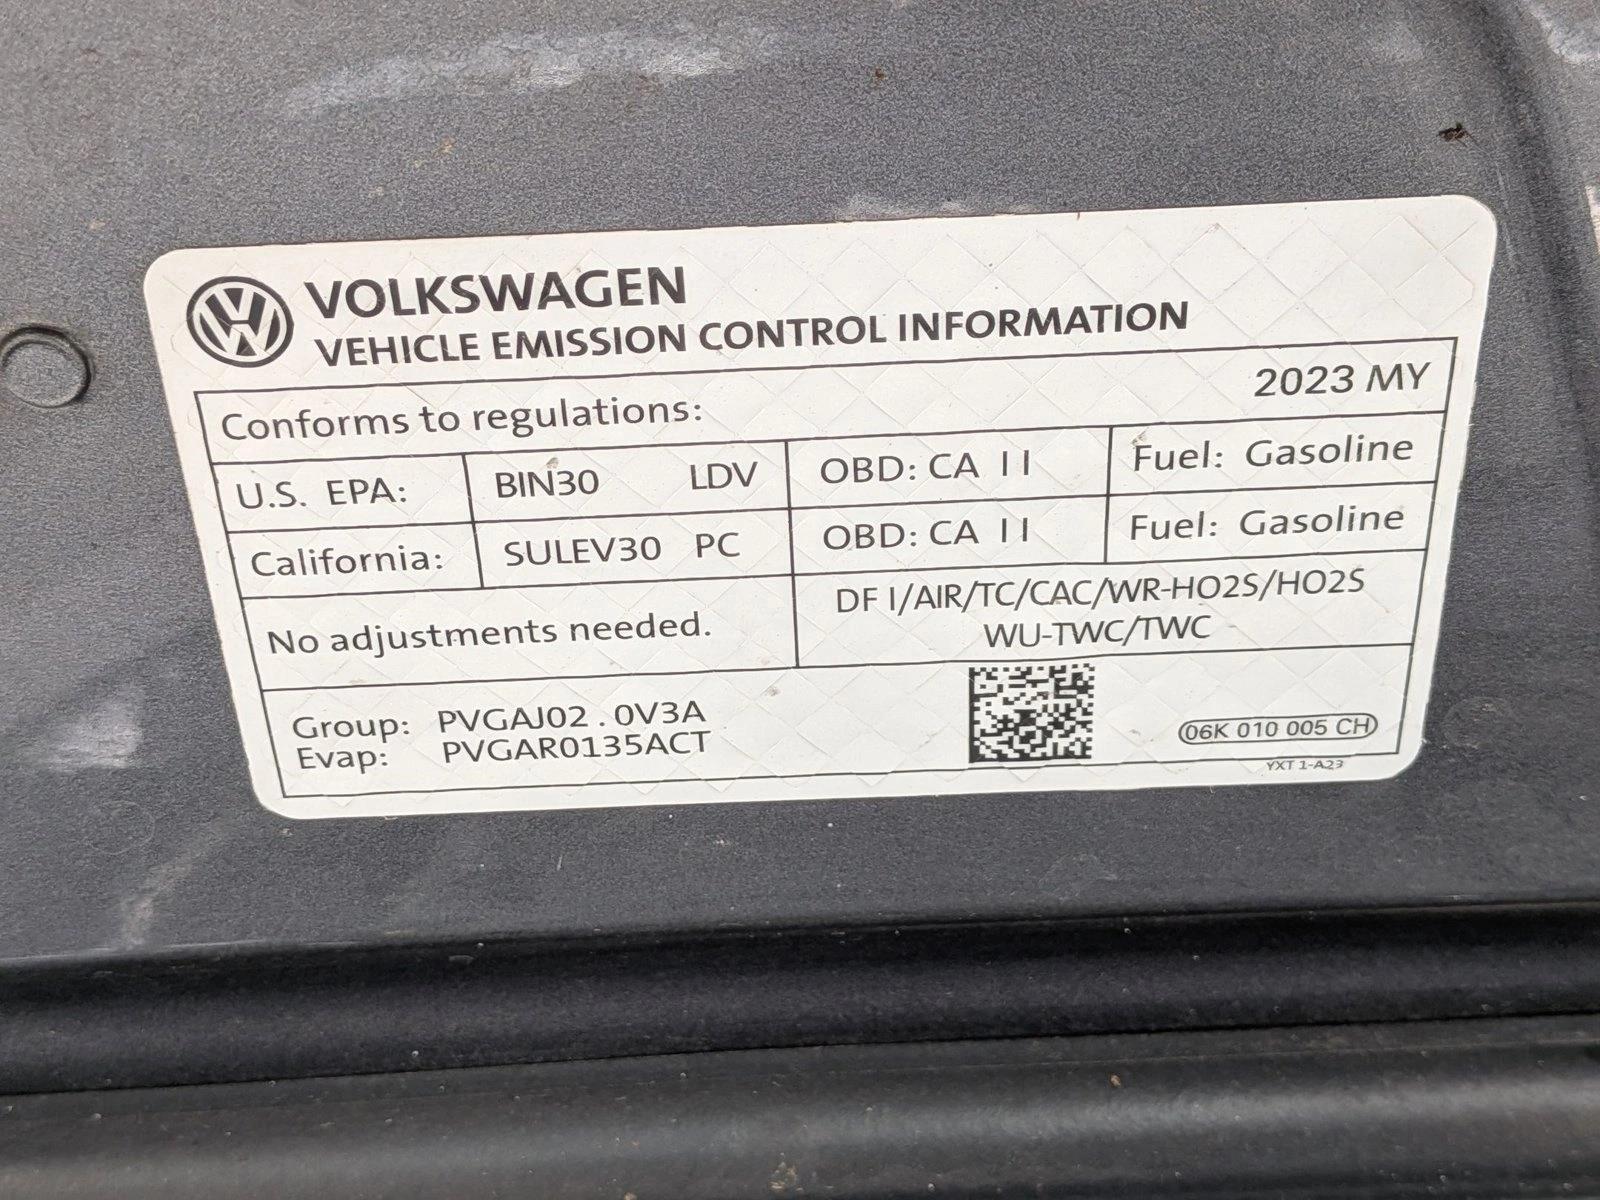 VOLKSWAGEN
VEHICLE EMISSION CONTROL INFORMATION
Conforms to regulations: 2023 MY
U.S. EPA: BIN30 LDV OBD: CA II Fuel: Gasoline
California: SULEV30 PC OBD: CA II Fuel: Gasoline
No adjustments needed.
DF I/AIR/TC/CAC/WR-HO2S/HO2S
WU-TWC/TWC
Group: PVGAJ02.0V3A
Evap: PVGAR0135ACT
06K 010 005 CH
YXT 1-A23